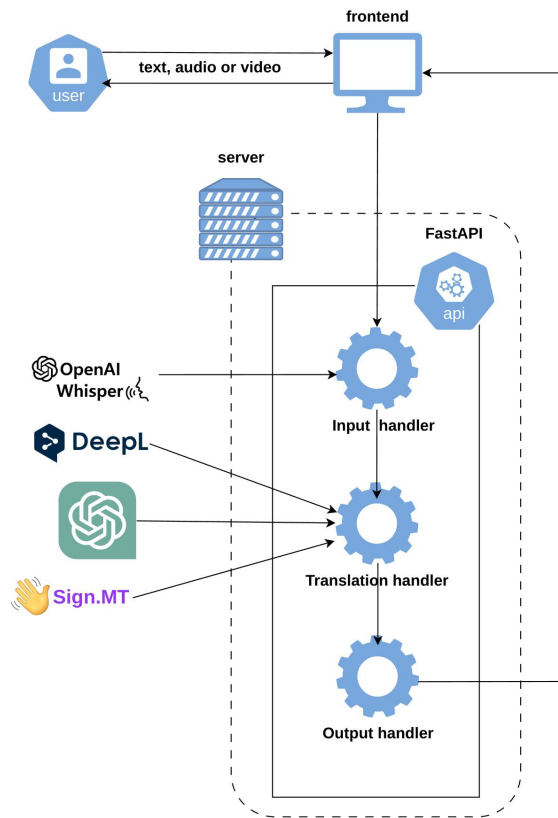 frontend
text, audio or video
user
server
FastAPI
api
OpenAI
Whisper
Input handler
DeepL
Sign.MT
Translation handler
Output handler